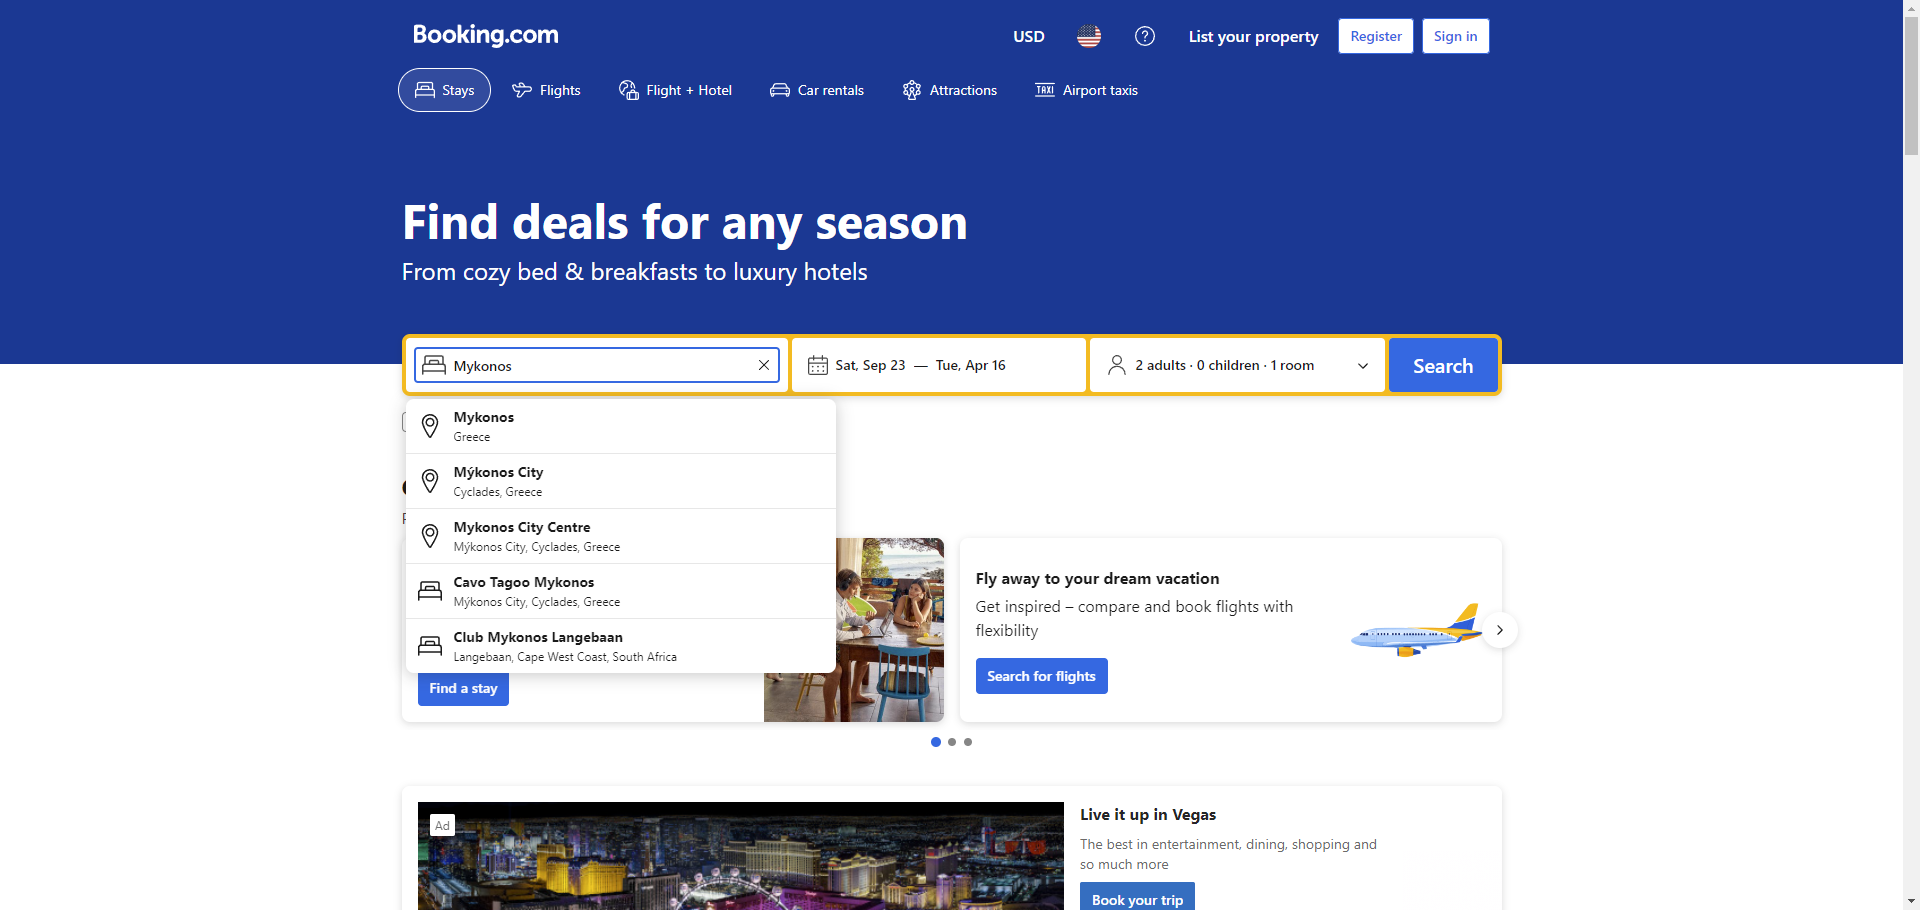 Booking.com
USD
List your property
Register
Sign in
Stays
Flights
Flight + Hotel
Car rentals
Attractions
TAXI
Airport taxis
Find deals for any season
From cozy bed & breakfasts to luxury hotels
Mykonos
Sat, Sep 23 — Tue, Apr 16
2 adults · 0 children · 1 room
Search
Mykonos
Greece
Mýkonos City
Cyclades, Greece
Mykonos City Centre
Mýkonos City, Cyclades, Greece
Cavo Tagoo Mykonos
Mýkonos City, Cyclades, Greece
Club Mykonos Langebaan
Langebaan, Cape West Coast, South Africa
Find a stay
Fly away to your dream vacation
Get inspired – compare and book flights with
flexibility
Search for flights
Ad
Live it up in Vegas
The best in entertainment, dining, shopping and
so much more
Book your trip